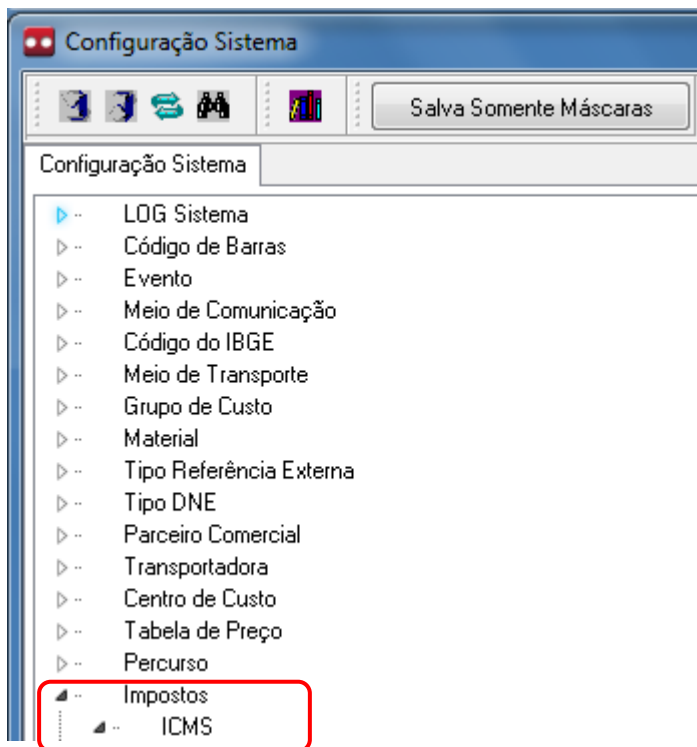 Configuração Sistema
Salva Somente Máscaras
Configuração Sistema
LOG Sistema
Código de Barras
Evento
Meio de Comunicação
Código do IBGE
Meio de Transporte
Grupo de Custo
Material
Tipo Referência Externa
Tipo DNE
Parceiro Comercial
Transportadora
Centro de Custo
Tabela de Preço
Percurso
Impostos
ICMS